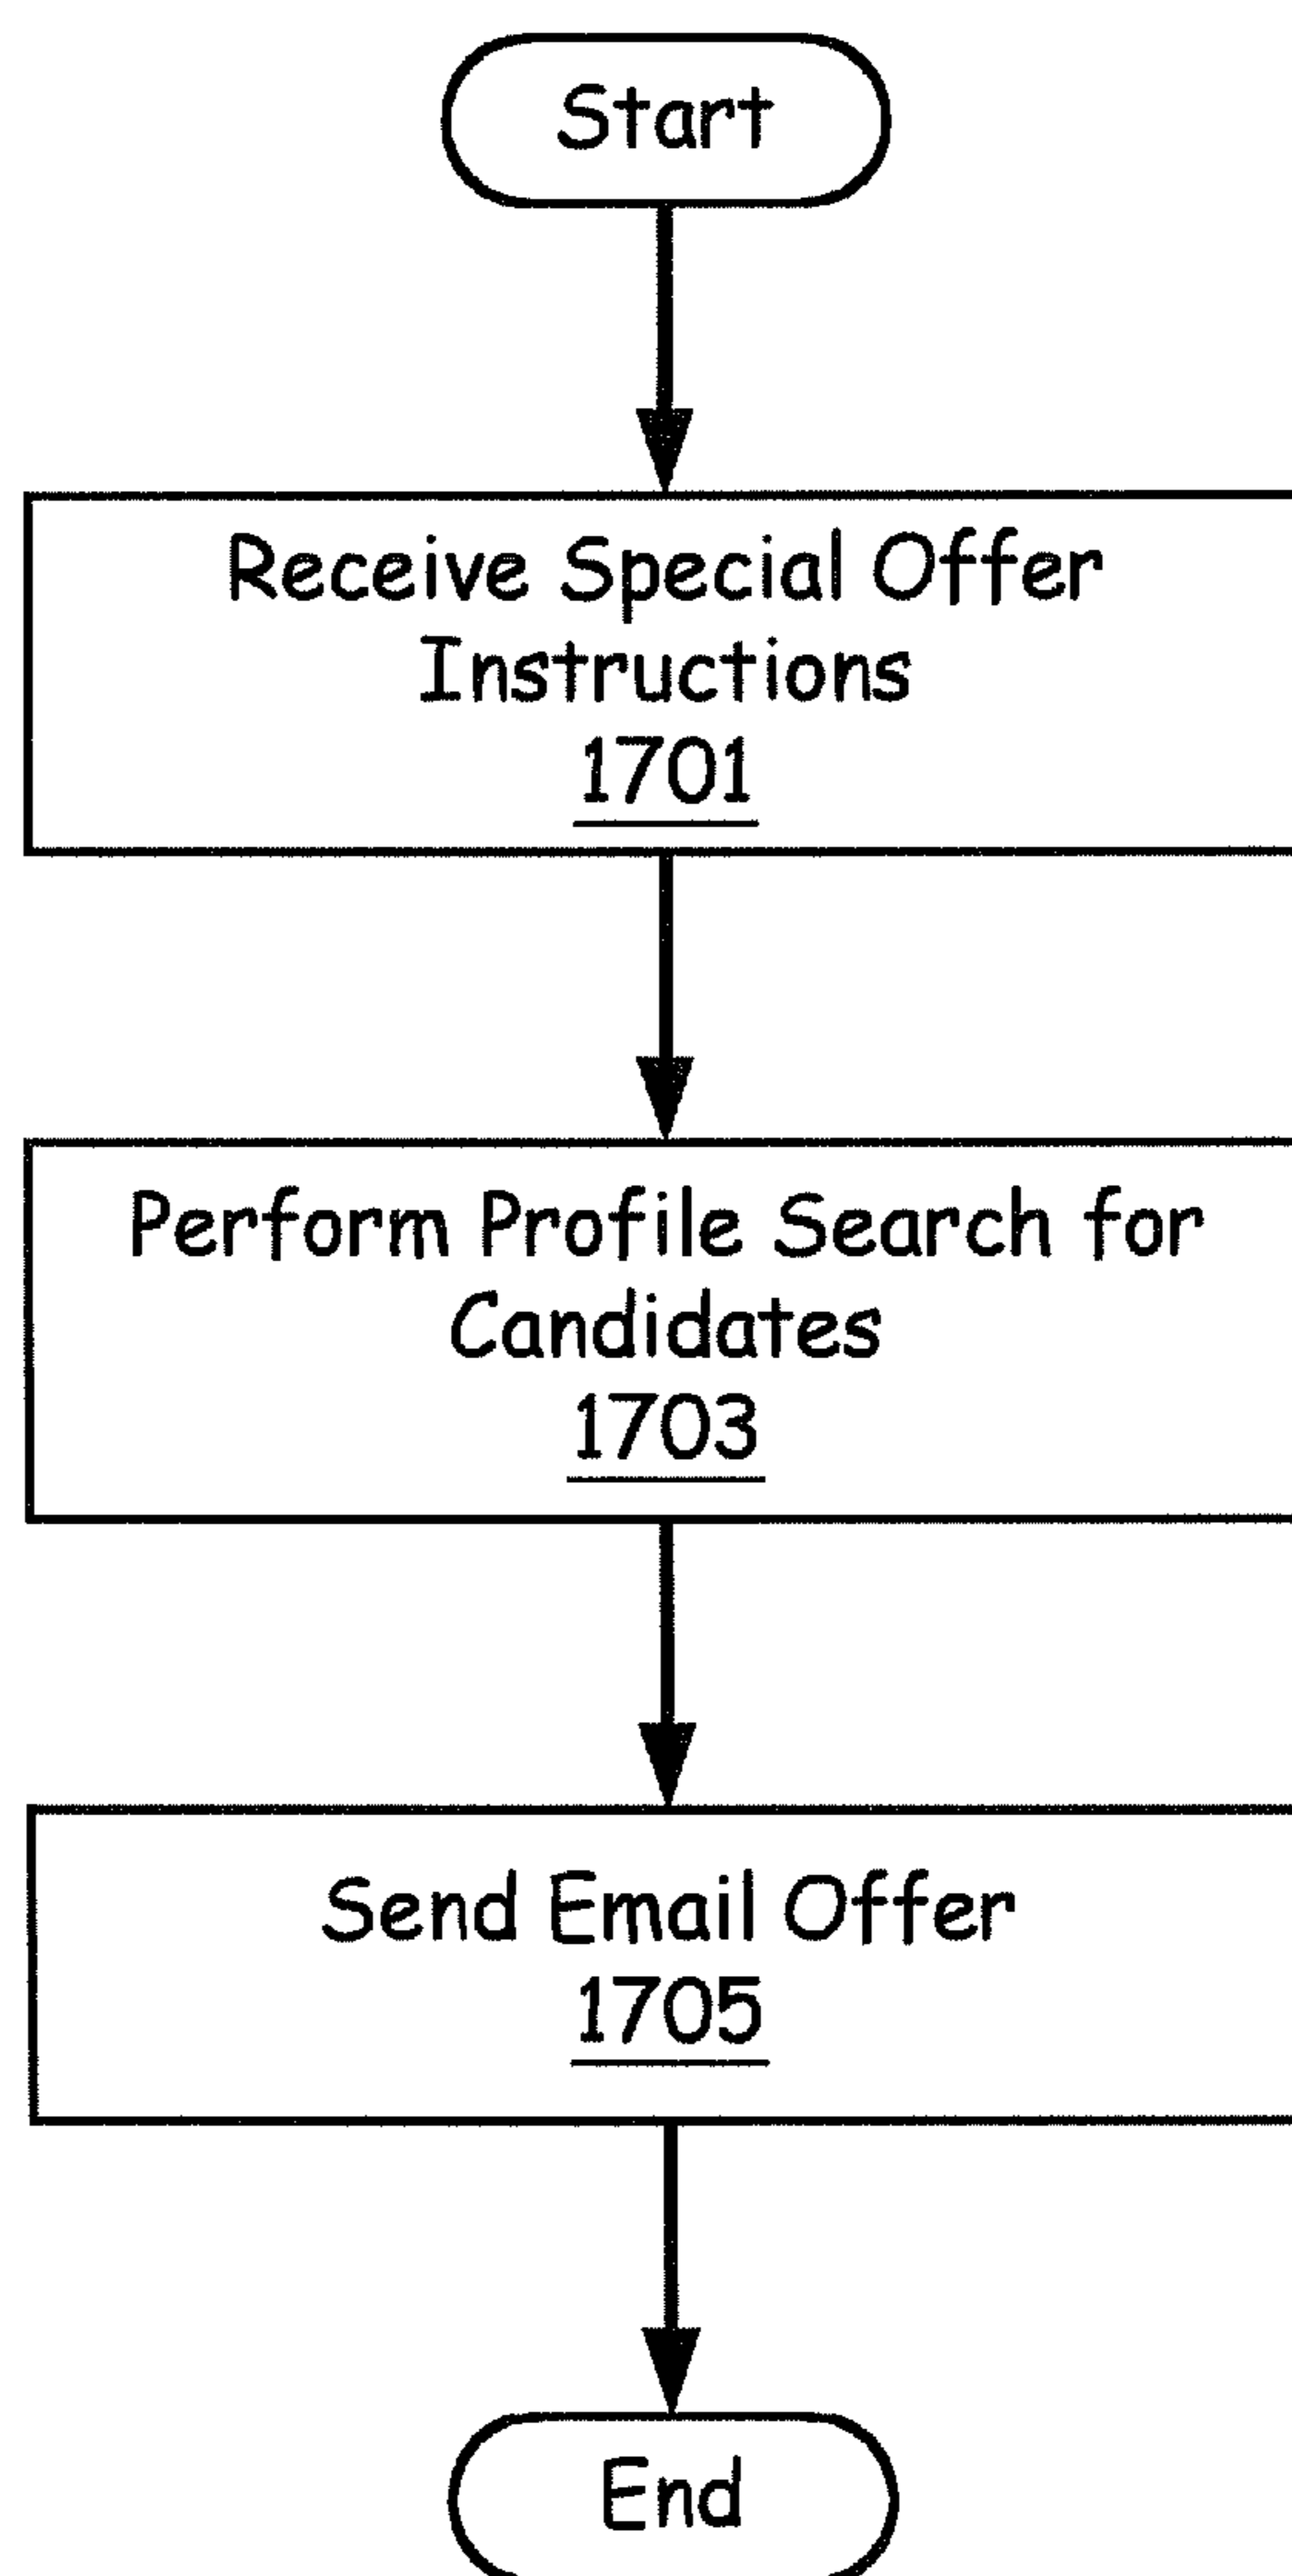 Start
Receive Special Offer
Instructions
1701
Perform Profile Search for
Candidates
1703
Send Email Offer
1705
End